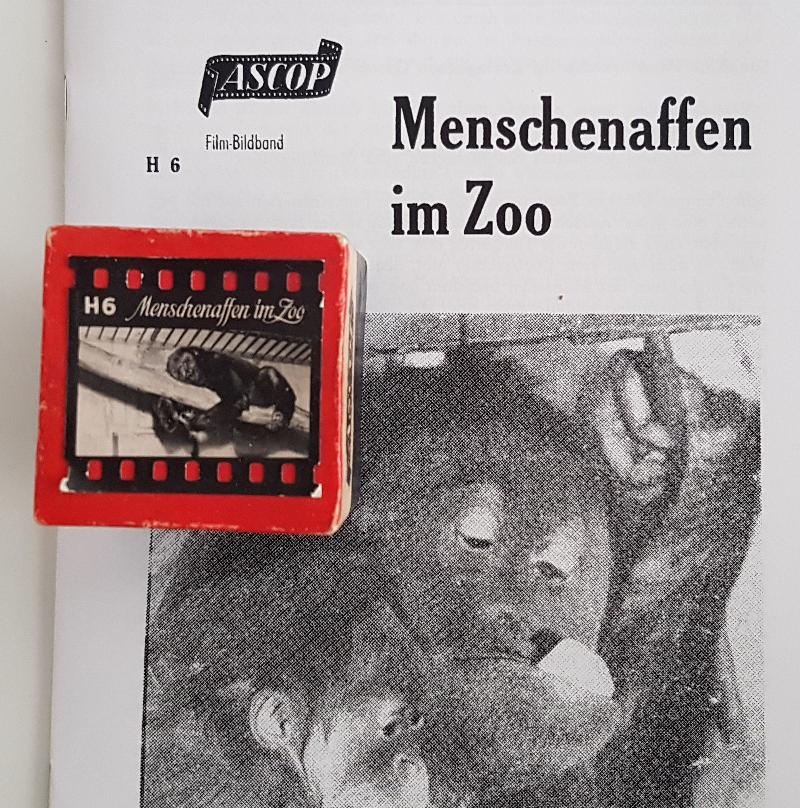 ASCOP
Film-Bildband
H 6
Menschenaffen
im Zoo
H6 Menschenaffen im Zoo